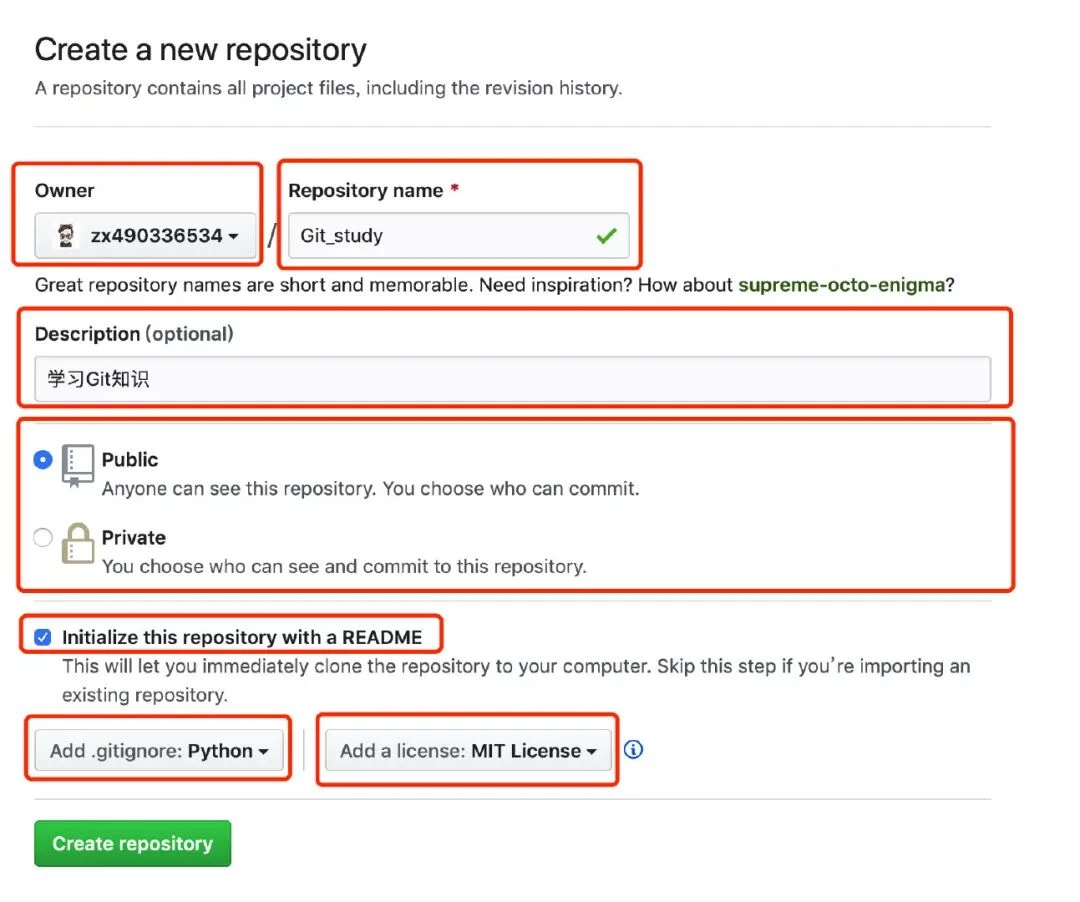 Create a new repository
A repository contains all project files, including the revision history.
Owner
Repository name *
zx490336534 / Git_study
Great repository names are short and memorable. Need inspiration? How about supreme-octo-enigma?
Description (optional)
学习Git知识
Public
Anyone can see this repository. You choose who can commit.
Private
You choose who can see and commit to this repository.
Initialize this repository with a README
This will let you immediately clone the repository to your computer. Skip this step if you’re importing an
existing repository.
Add .gitignore: Python
Add a license: MIT License
Create repository